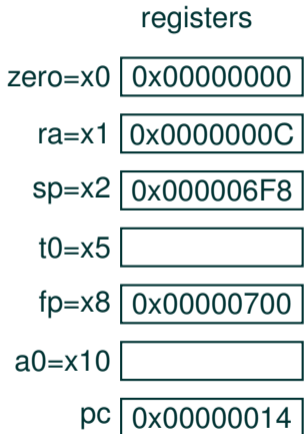 registers
zero=x0 0x00000000
ra=x1 0x0000000C
sp=x2 0x000006F8
t0=x5
fp=x8 0x00000700
a0=x10
pc 0x00000014